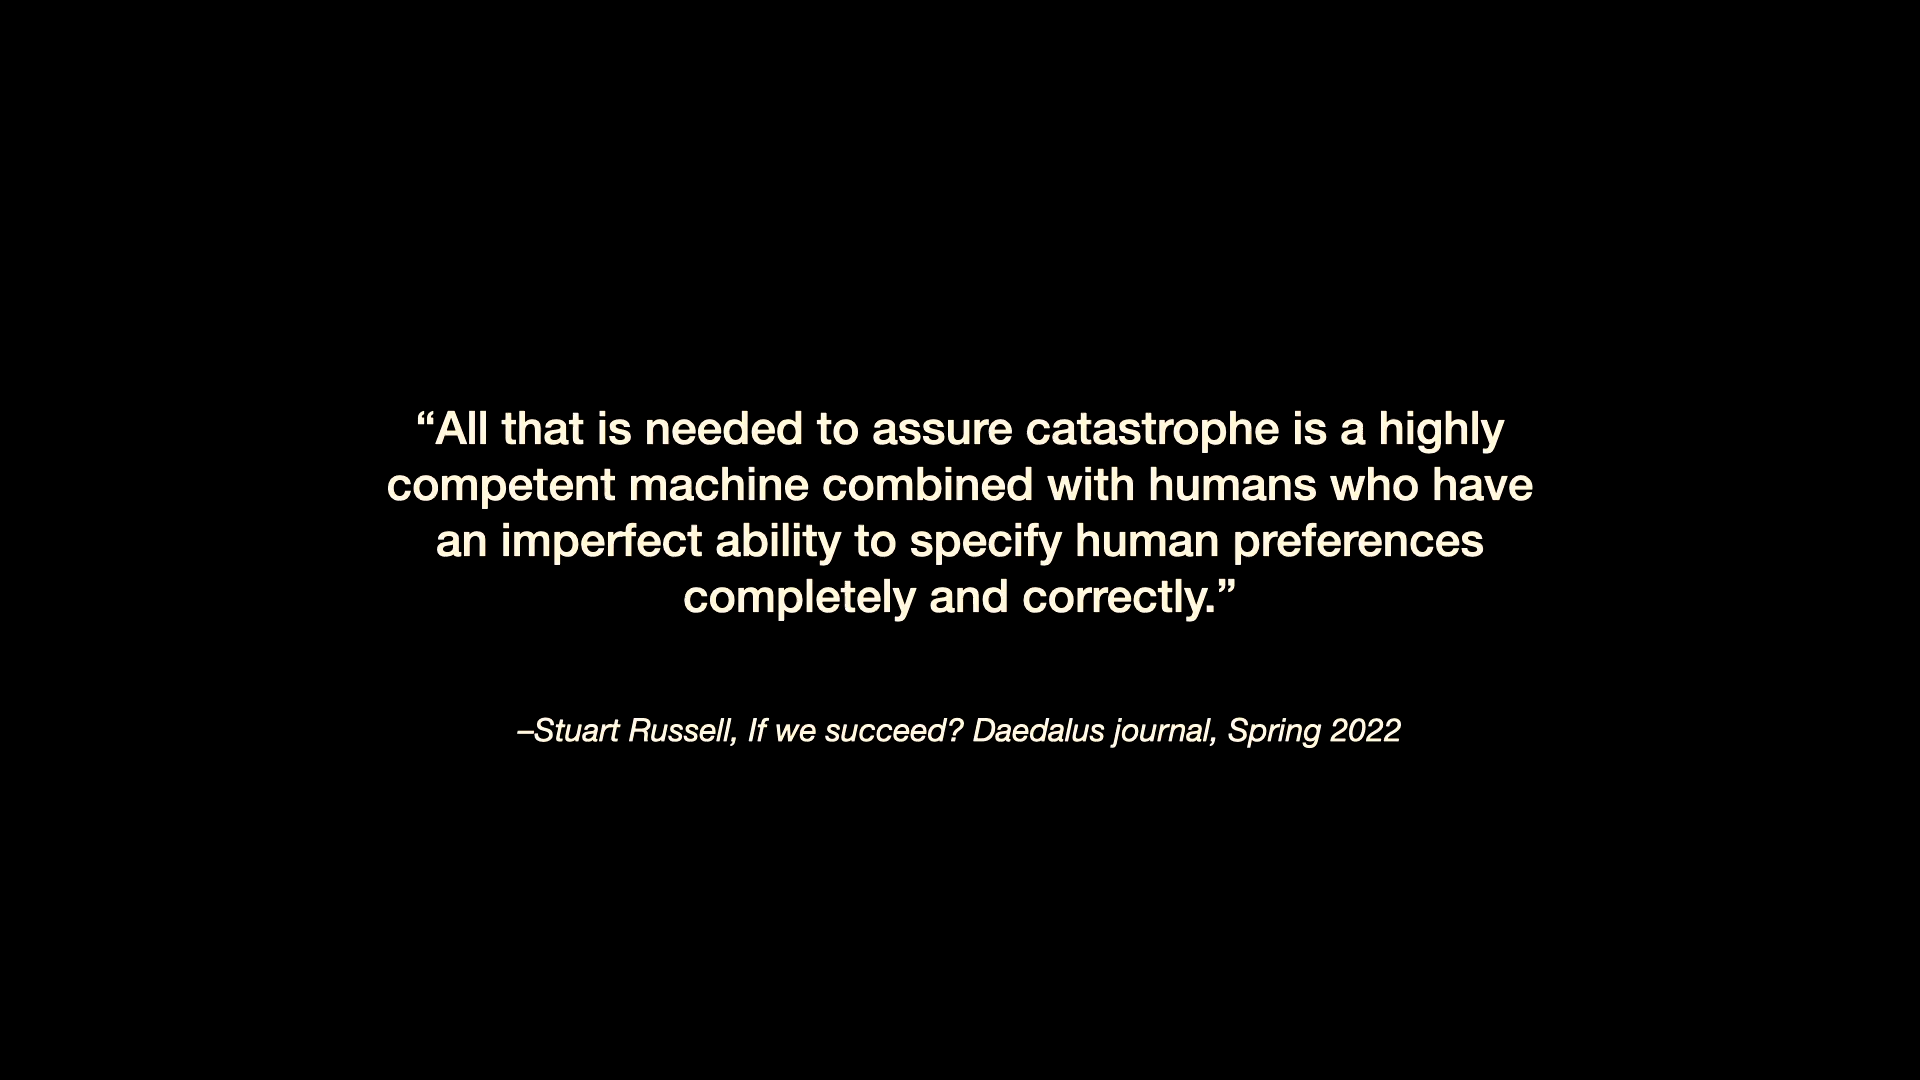 “All that is needed to assure catastrophe is a highly
competent machine combined with humans who have
an imperfect ability to specify human preferences
completely and correctly.”
–Stuart Russell, If we succeed? Daedalus journal, Spring 2022